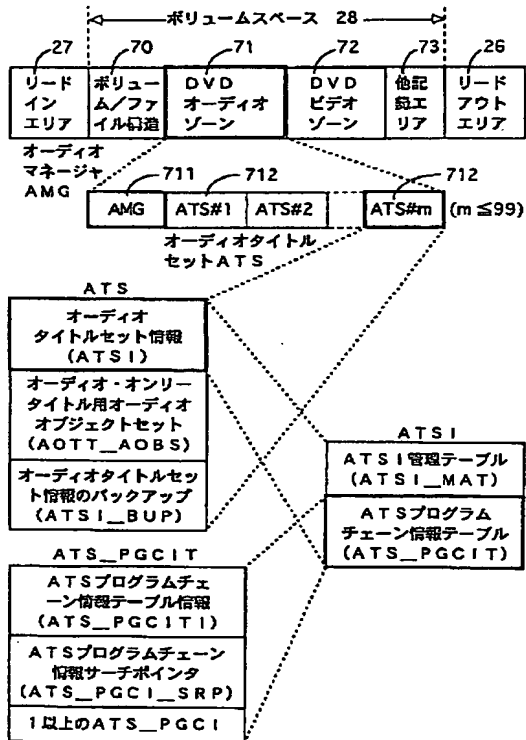 ボリュームスペース 28
27
70
71
72
73
26
リード
イン
エリア
ボリュー
ム/ファ
イル構造
DVD
オーディオ
ゾーン
DVD
ビデオ
ゾーン
他記
録エ
リア
リード
アウト
エリア
オーディオ
マネージャ
AMG
711
712
712
AMG
ATS#1
ATS#2
ATS#m
(m≦99)
オーディオタイトル
セットATS
ATS
オーディオ
タイトルセット情報
(ATSI)
オーディオ・オンリー
タイトル用オーディオ
オブジェクトセット
(AOTT_AOBS)
オーディオタイトルセッ
ト情報のバックアップ
(ATSI_BUP)
ATSI
ATSI管理テーブル
(ATSI_MAT)
ATSプログラム
チェーン情報テーブル
(ATS_PGCIT)
ATS_PGCIT
ATSプログラムチェ
ーン情報テーブル情報
(ATS_PGCITI)
ATSプログラムチェーン
情報サーチポインタ
(ATS_PGCI_SRP)
1以上のATS_PGCI